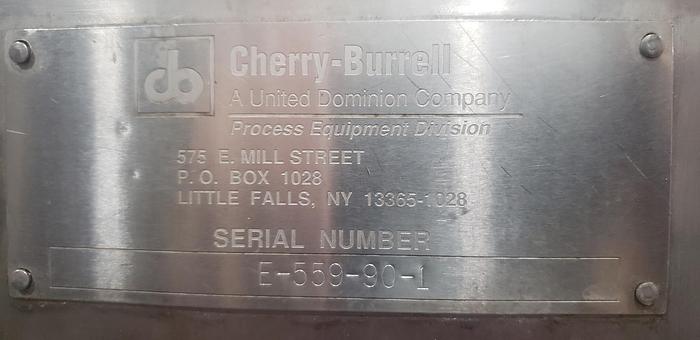 cb
Cherry-Burrell
A United Dominion Company
Process Equipment Division
575 E. MILL STREET
P. O. BOX 1028
LITTLE FALLS, NY 13365-1028
SERIAL NUMBER
E-559-90-1